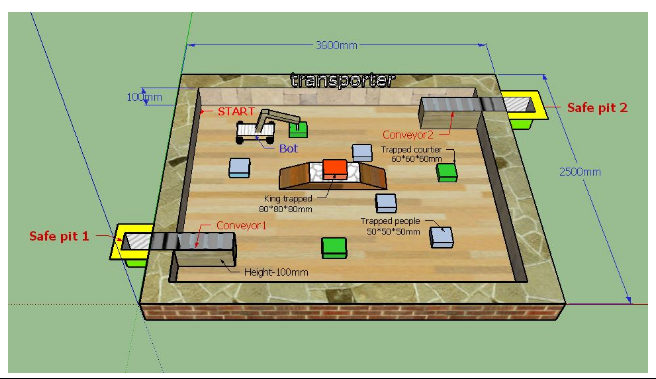 3800mm
transporter
100mm
START
Safe pit 2
Conveyor2
Bot
Trapped courtier
60*60*60mm
2500mm
King trapped
80*80*80mm
Trapped people
50*50*50mm
Conveyor1
Safe pit 1
Height-100mm